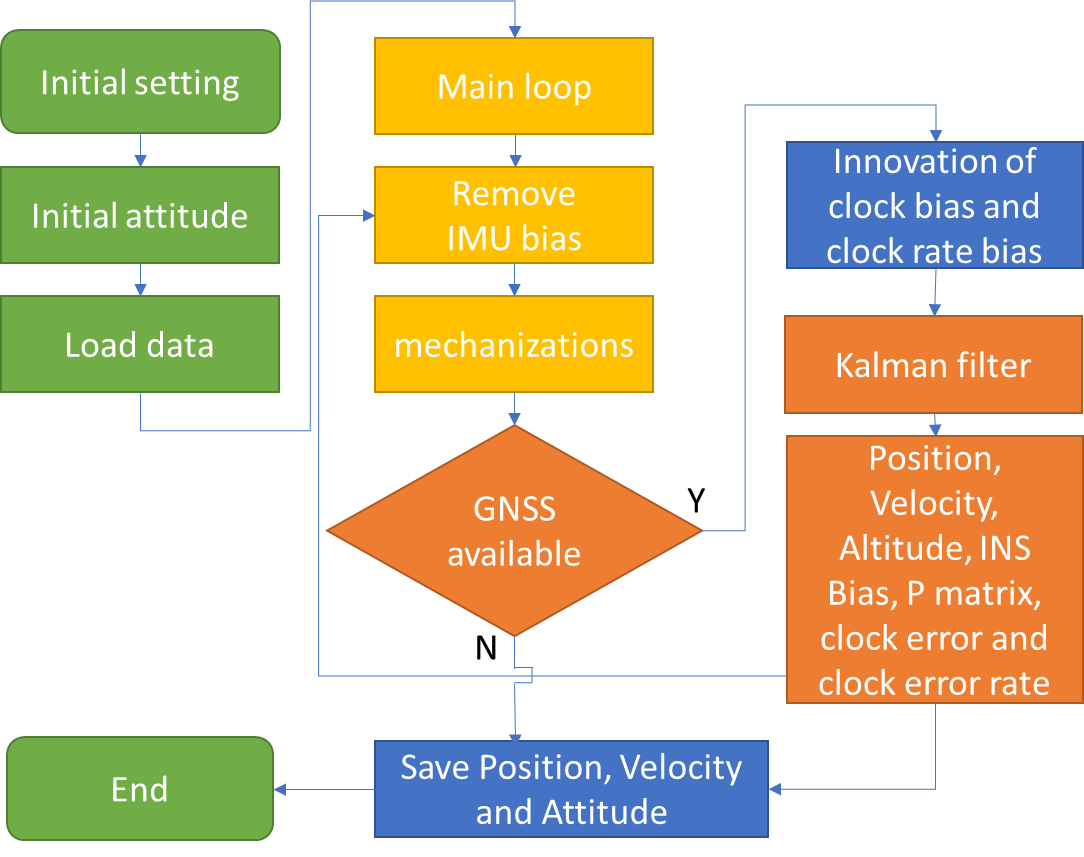 Initial setting
Initial attitude
Load data
Main loop
Remove
IMU bias
mechanizations
GNSS
available
Y
N
Innovation of
clock bias and
clock rate bias
Kalman filter
Position,
Velocity,
Altitude, INS
Bias, P matrix,
clock error and
clock error rate
Save Position, Velocity
and Attitude
End